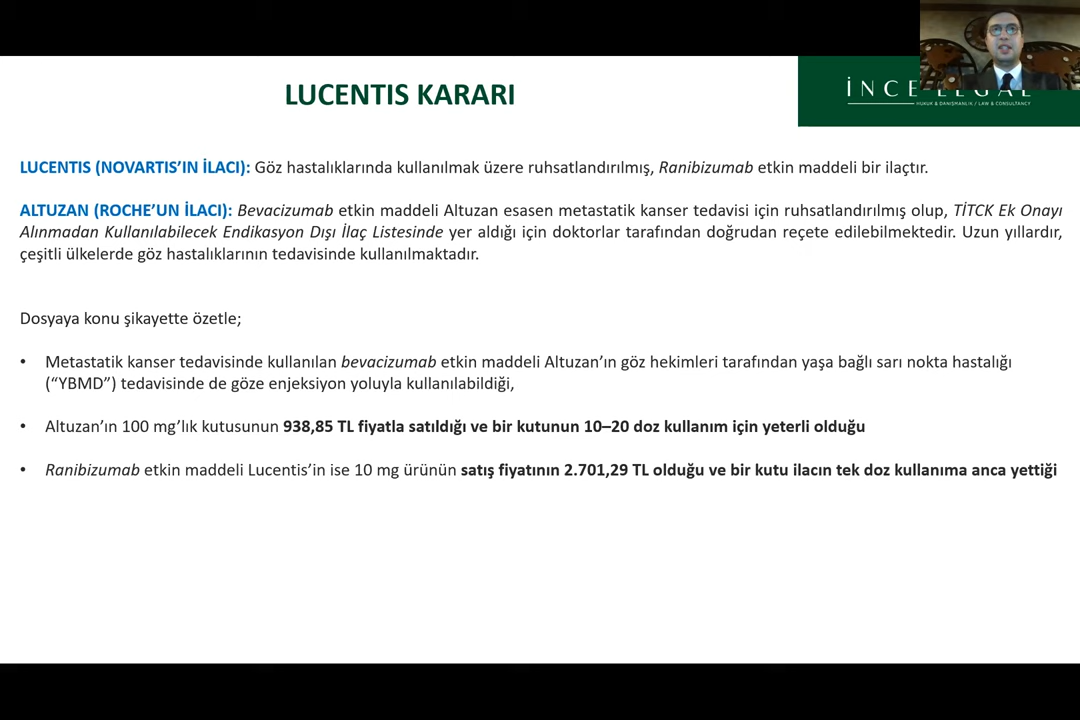 LUCENTIS KARARI
HUKUK & DANIŞMANLIK / LAW & CONSULTANCY
LUCENTIS (NOVARTIS’IN İLACI): Göz hastalıklarında kullanılmak üzere ruhsatlandırılmış, Ranibizumab etkin maddeli bir ilaçtır.
ALTUZAN (ROCHE’UN İLACI): Bevacizumab etkin maddeli Altuzan esasen metastatik kanser tedavisi için ruhsatlandırılmış olup, TİTCK Ek Onayı
Alınmadan Kullanılabilecek Endikasyon Dışı İlaç Listesinde yer aldığı için doktorlar tarafından doğrudan reçete edilebilmektedir. Uzun yıllardır,
çeşitli ülkelerde göz hastalıklarının tedavisinde kullanılmaktadır.
Dosyaya konu şikayette özetle;
• Metastatik kanser tedavisinde kullanılan bevacizumab etkin maddeli Altuzan’ın göz hekimleri tarafından yaşa bağlı sarı nokta hastalığı
(“YBMD”) tedavisinde de göze enjeksiyon yoluyla kullanılabildiği,
• Altuzan’ın 100 mg’lık kutusunun 938,85 TL fiyatla satıldığı ve bir kutunun 10–20 doz kullanım için yeterli olduğu
• Ranibizumab etkin maddeli Lucentis’in ise 10 mg ürünün satış fiyatının 2.701,29 TL olduğu ve bir kutu ilacın tek doz kullanıma anca yettiği